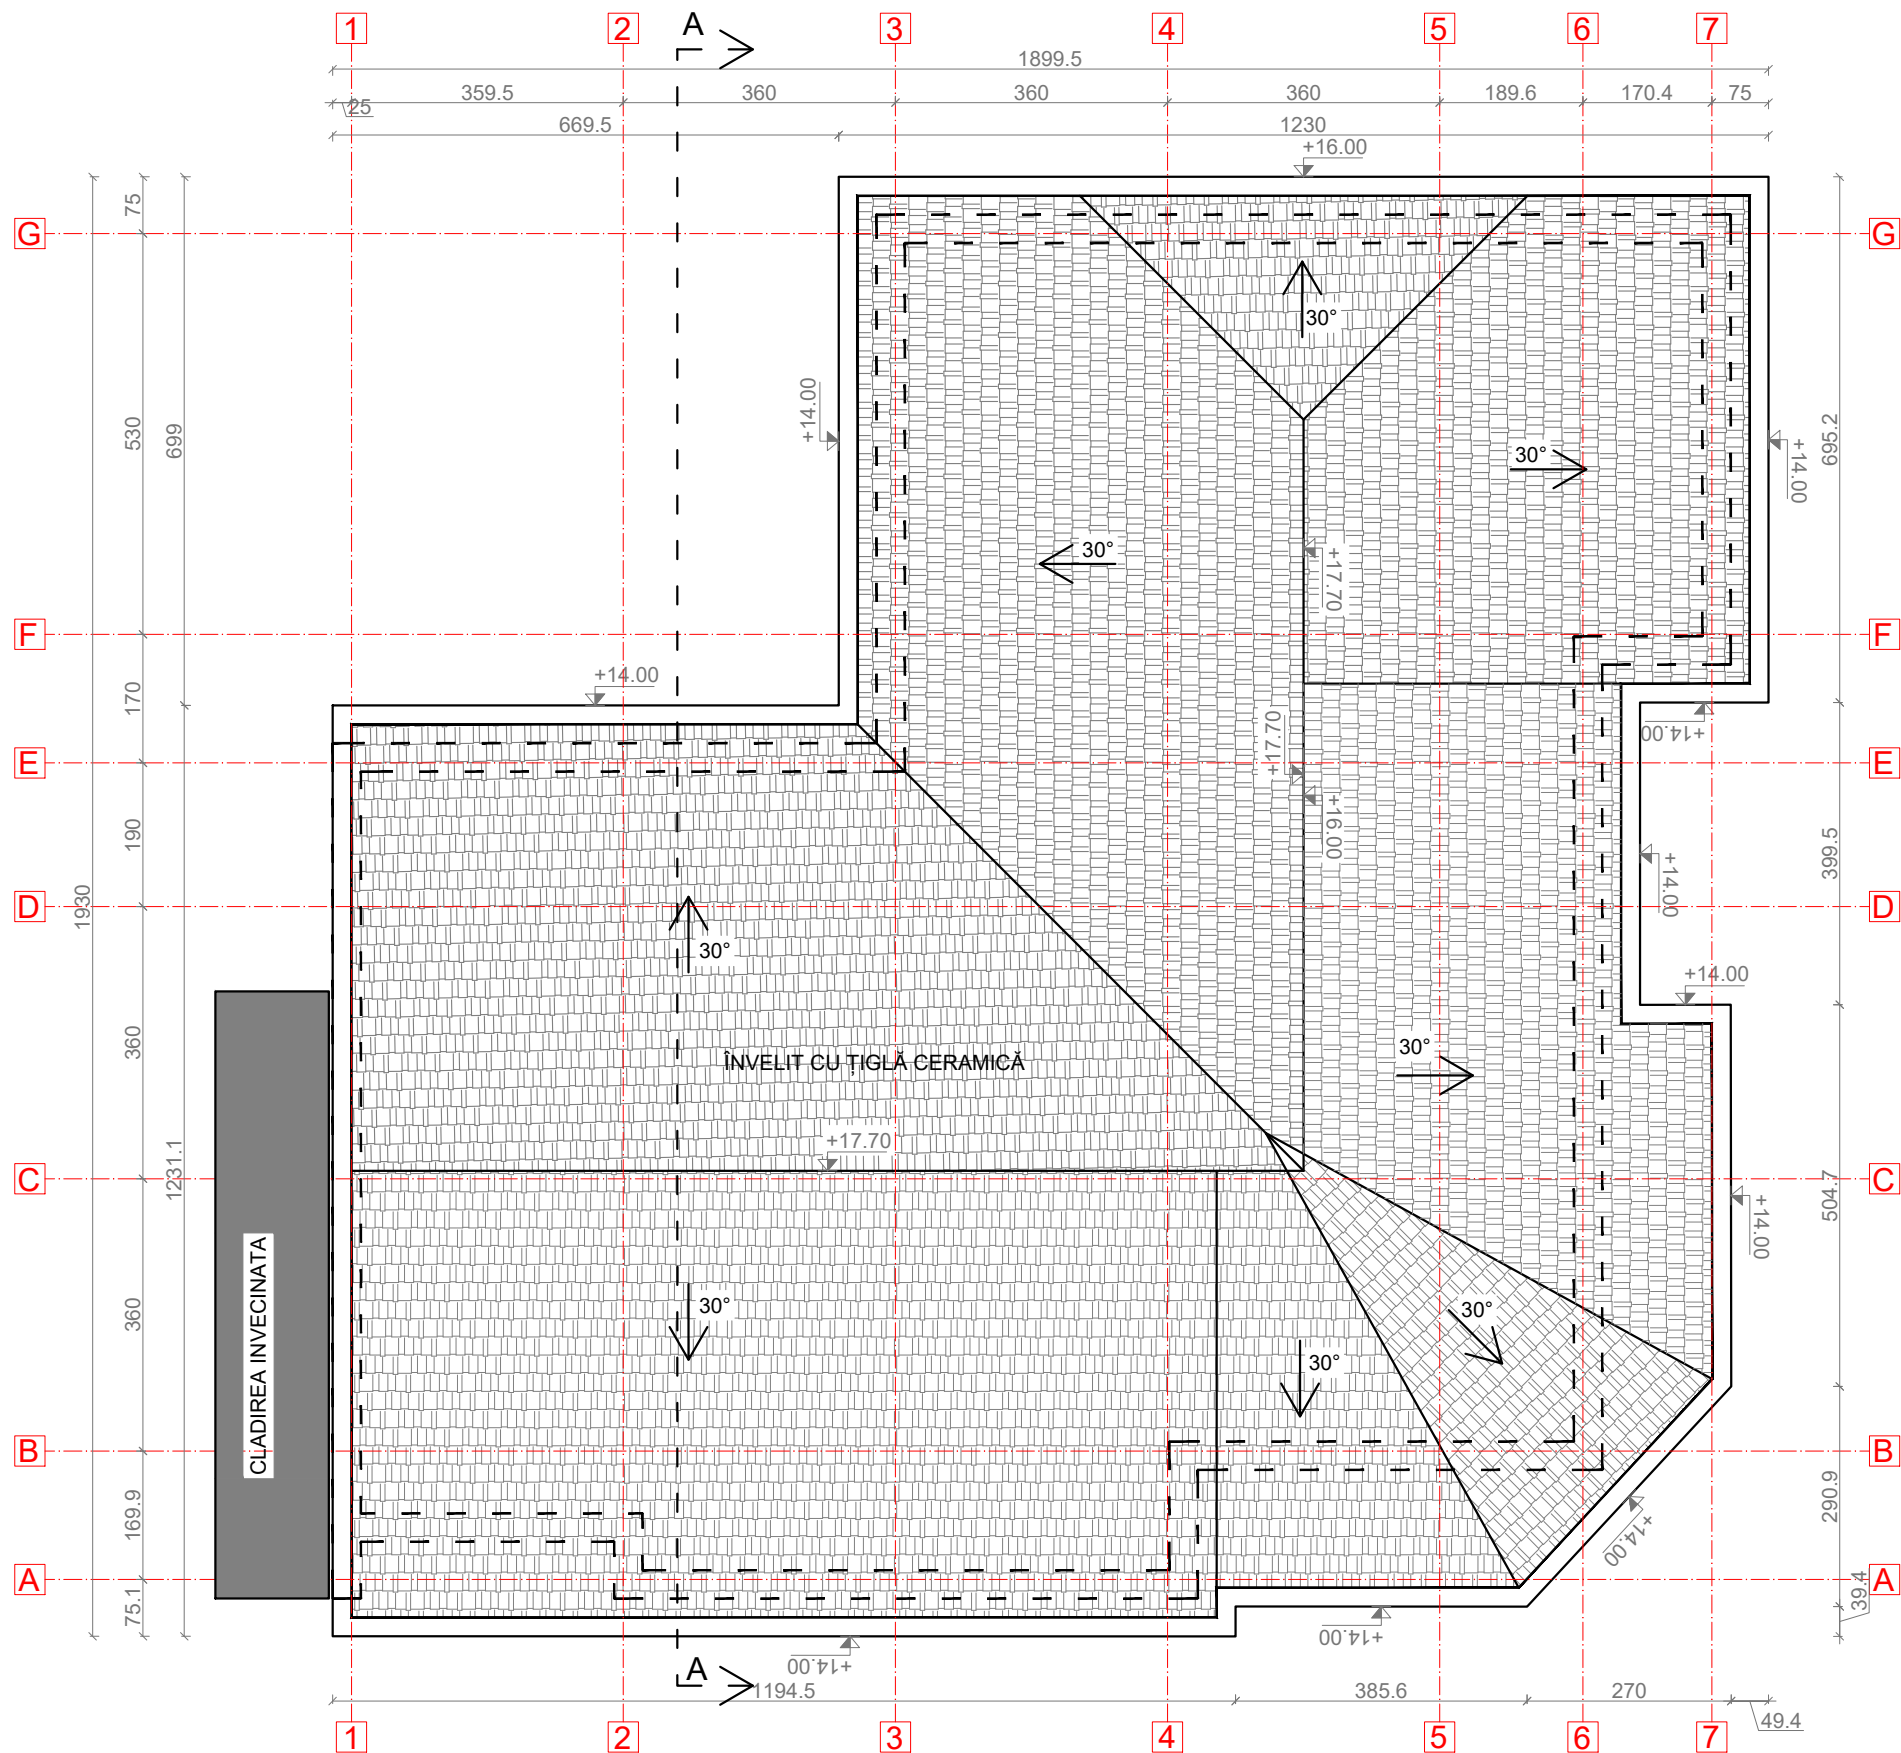 1 2 A 3 4 5 6 7
1899.5
25 359.5 360 360 360 189.6 170.4 75
669.5 1230
+16.00
G G
75
530
699
30°
+14.00
695.2
+14.00
30°
30°
+17.70
F F
170
+14.00
+17.70
+14.00
E E
190
1930
+16.00
399.5
+14.00
D D
30°
+14.00
360
ÎNVELIT CU ȚIGLĂ CERAMICĂ
30°
1231.1
+17.70
C C
504.7
+14.00
CLADIREA INVECINATA
360
30°
30°
30°
B B
169.9
290.9
+14.00
A A
75.1
39.4
+14.00
+14.00
A
1194.5 385.6 270 49.4
1 2 3 4 5 6 7